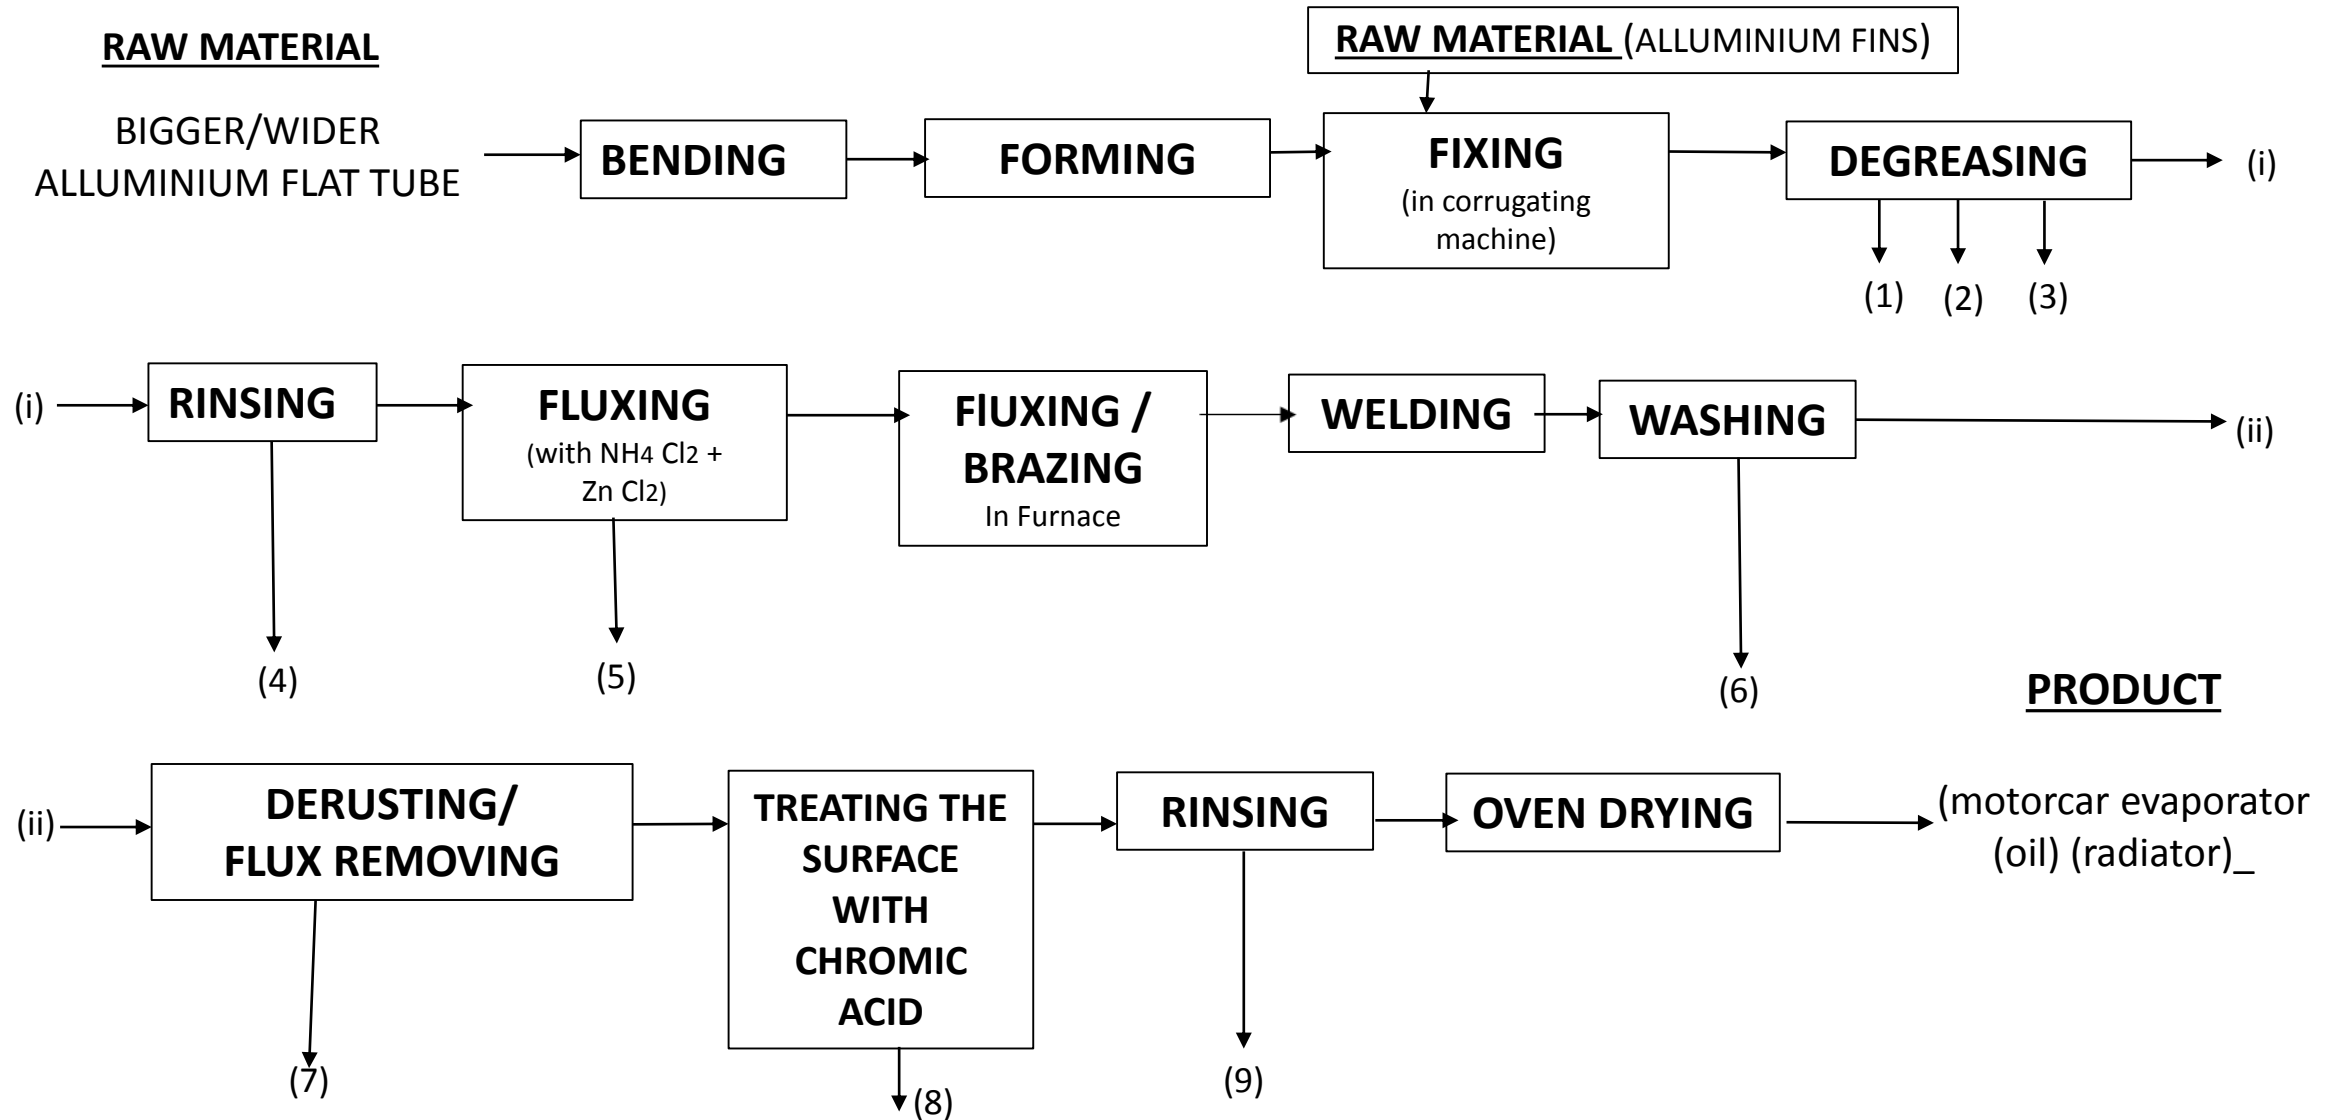 RAW MATERIAL
BIGGER/WIDER
ALLUMINIUM FLAT TUBE
BENDING
FORMING
RAW MATERIAL (ALLUMINIUM FINS)
FIXING
(in corrugating
machine)
DEGREASING
(i)
(1)
(2)
(3)
(i)
RINSING
FLUXING
(with NH4 Cl2 +
Zn Cl2)
FlUXING /
BRAZING
In Furnace
WELDING
WASHING
(ii)
(4)
(5)
(6)
PRODUCT
(ii)
DERUSTING/
FLUX REMOVING
TREATING THE
SURFACE
WITH
CHROMIC
ACID
RINSING
OVEN DRYING
(motorcar evaporator
(oil) (radiator)_
(7)
(8)
(9)